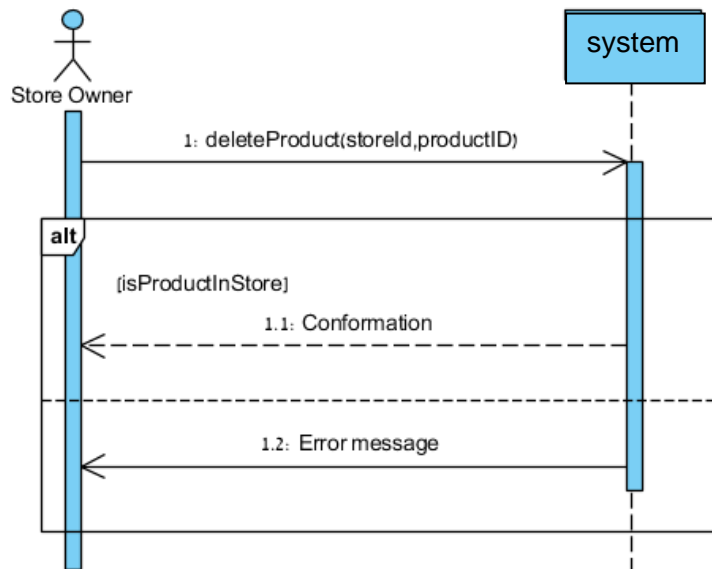 system
Store Owner
1: deleteProduct(storeId,productID)
alt
[isProductInStore]
1.1: Conformation
1.2: Error message